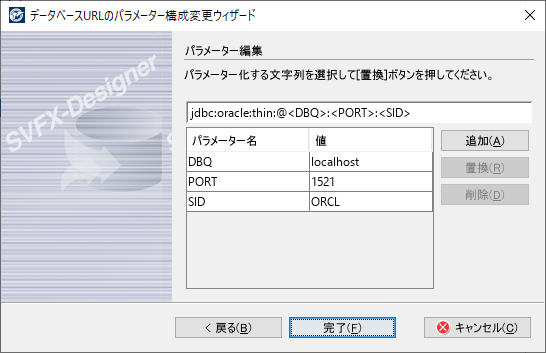 データベースURLのパラメーター構成変更ウィザード
パラメーター編集
パラメーター化する文字列を選択して[置換]ボタンを押してください。
jdbc:oracle:thin:@<DBQ>:<PORT>:<SID>
パラメーター名 値
DBQ localhost
PORT 1521
SID ORCL
追加(A)
置換(R)
削除(D)
SVFX-Designer
< 戻る(B) 完了(F) キャンセル(C)